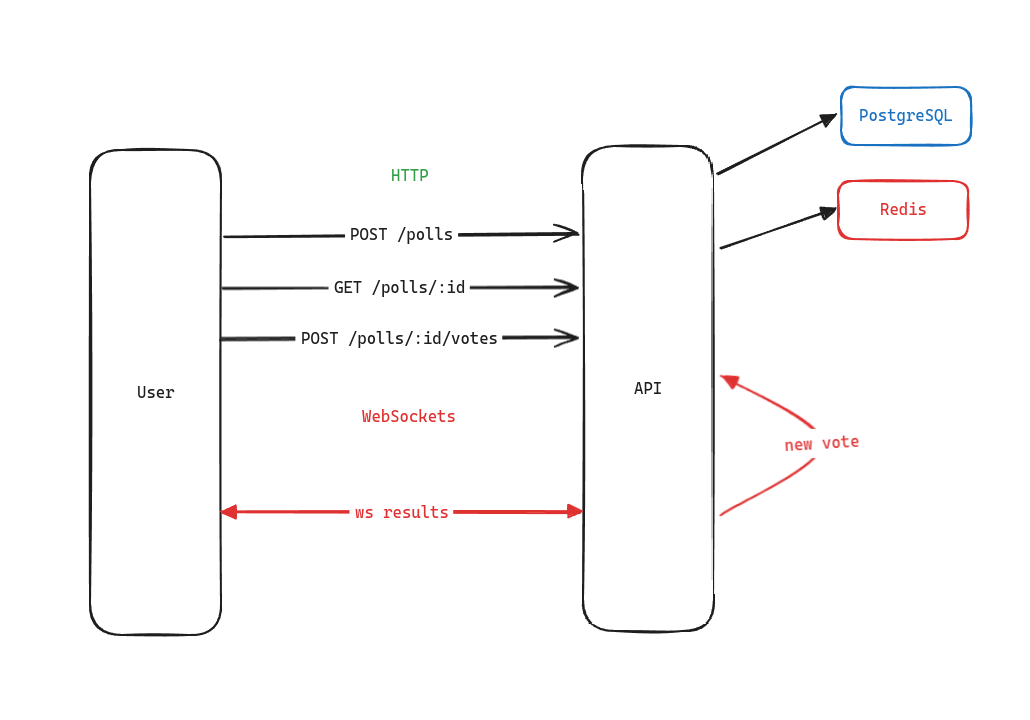 PostgreSQL
HTTP
Redis
POST /polls
GET /polls/:id
POST /polls/:id/votes
User
API
WebSockets
new vote
ws results